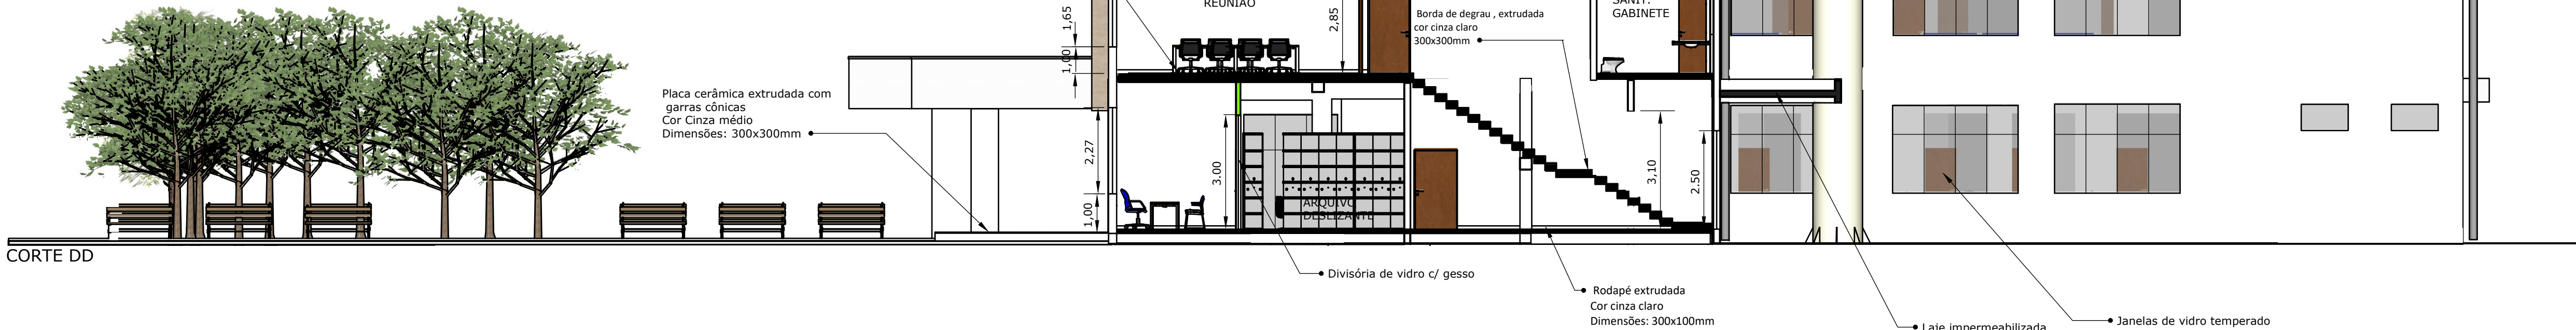 REUNIÃO
1,65
1,00
2,85
Borda de degrau , extrudada
cor cinza claro
300x300mm
SANIT.
GABINETE
Placa cerâmica extrudada com
garras cônicas
Cor Cinza médio
Dimensões: 300x300mm
2,27
1,00
3.00
ARQUIVO
DESLIZANTE
3,10
2.50
CORTE DD
Divisória de vidro c/ gesso
Rodapé extrudada
Cor cinza claro
Dimensões: 300x100mm
Laje impermeabilizada
Janelas de vidro temperado